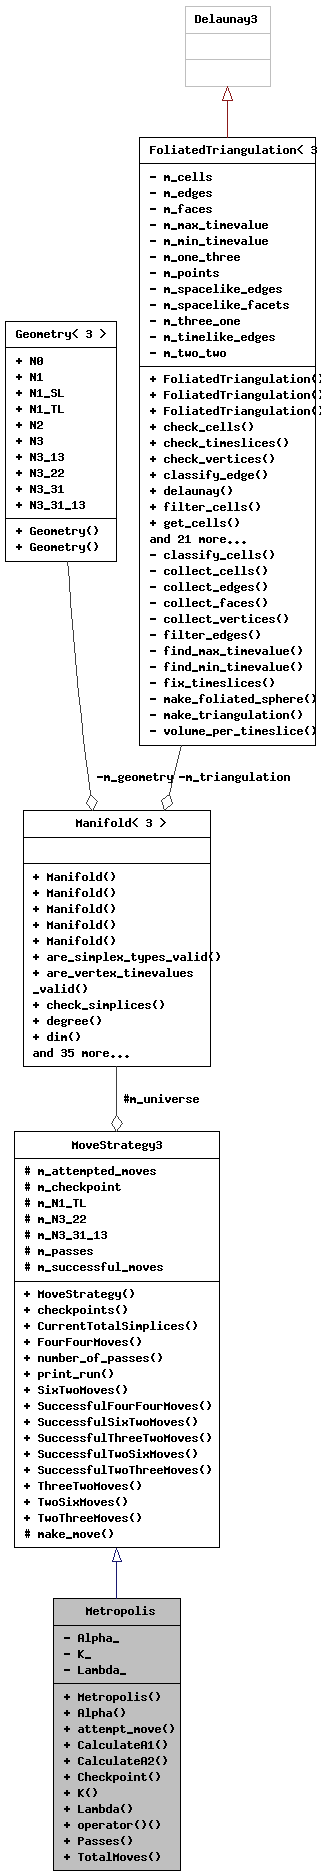 Delaunay3
FoliatedTriangulation< 3
- m_cells
- m_edges
- m_faces
- m_max_timevalue
- m_min_timevalue
- m_one_three
- m_points
- m_spacelike_edges
- m_spacelike_facets
- m_three_one
- m_timelike_edges
- m_two_two
+ FoliatedTriangulation()
+ FoliatedTriangulation()
+ FoliatedTriangulation()
+ check_cells()
+ check_timeslices()
+ check_vertices()
+ classify_edge()
+ delaunay()
+ filter_cells()
+ get_cells()
and 21 more...
- classify_cells()
- collect_cells()
- collect_edges()
- collect_faces()
- collect_vertices()
- filter_edges()
- find_max_timevalue()
- find_min_timevalue()
- fix_timeslices()
- make_foliated_sphere()
- make_triangulation()
- volume_per_timeslice()
Geometry< 3 >
+ N0
+ N1
+ N1_SL
+ N1_TL
+ N2
+ N3
+ N3_13
+ N3_22
+ N3_31
+ N3_31_13
+ Geometry()
+ Geometry()
-m_geometry
-m_triangulation
Manifold< 3 >
+ Manifold()
+ Manifold()
+ Manifold()
+ Manifold()
+ Manifold()
+ are_simplex_types_valid()
+ are_vertex_timevalues
_valid()
+ check_simplices()
+ degree()
+ dim()
and 35 more...
#m_universe
MoveStrategy3
# m_attempted_moves
# m_checkpoint
# m_N1_TL
# m_N3_22
# m_N3_31_13
# m_passes
# m_successful_moves
+ MoveStrategy()
+ checkpoints()
+ CurrentTotalSimplices()
+ FourFourMoves()
+ number_of_passes()
+ print_run()
+ SixTwoMoves()
+ SuccessfulFourFourMoves()
+ SuccessfulSixTwoMoves()
+ SuccessfulThreeTwoMoves()
+ SuccessfulTwoSixMoves()
+ SuccessfulTwoThreeMoves()
+ ThreeTwoMoves()
+ TwoSixMoves()
+ TwoThreeMoves()
# make_move()
Metropolis
- Alpha_
- K_
- Lambda_
+ Metropolis()
+ Alpha()
+ attempt_move()
+ CalculateA1()
+ CalculateA2()
+ Checkpoint()
+ K()
+ Lambda()
+ operator()()
+ Passes()
+ TotalMoves()